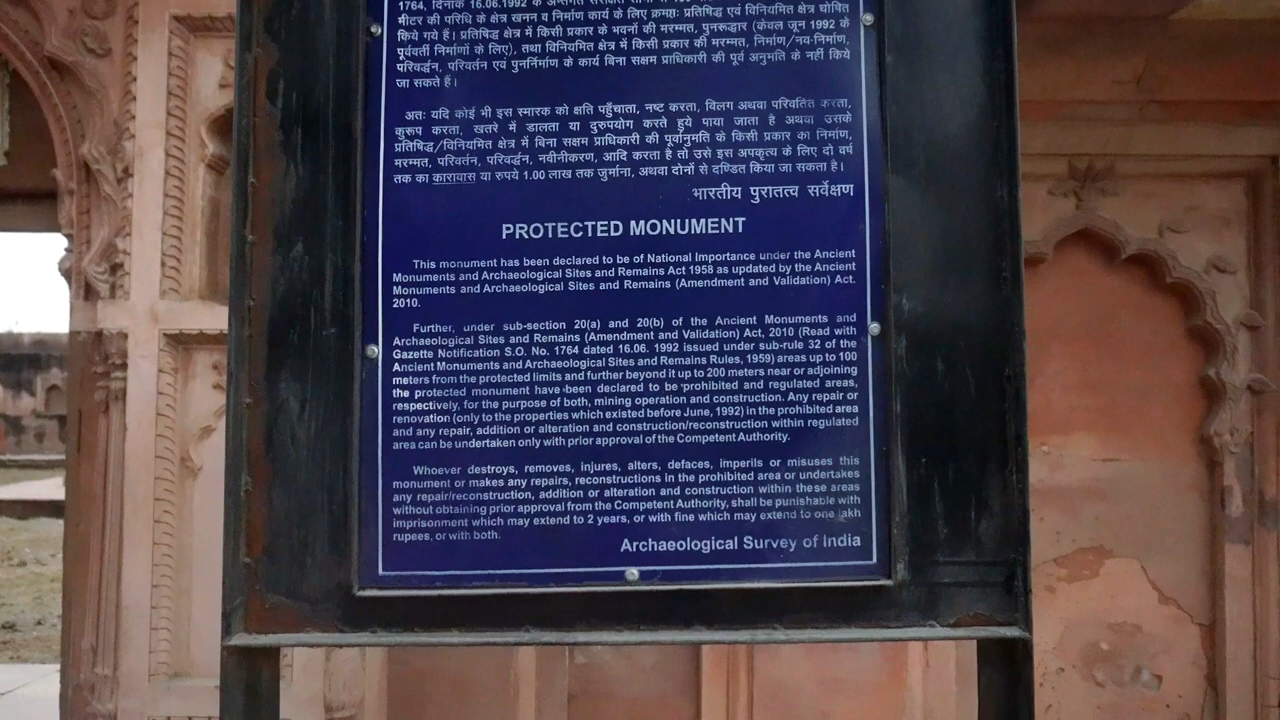 1764, दिनांक 16.06.1992 के अन्तर्गत
मीटर की परिधि के क्षेत्र खनन व निर्माण कार्य के लिए क्रमशः प्रतिषिद्ध एवं विनियमित क्षेत्र घोषित
किये गये हैं। प्रतिषिद्ध क्षेत्र में किसी प्रकार के भवनों की मरम्मत, पुनरूद्धार (केवल जून 1992 के
पूर्ववर्ती निर्माणों के लिए), तथा विनियमित क्षेत्र में किसी प्रकार की मरम्मत, निर्माण/नव-निर्माण,
परिवर्द्धन, परिवर्तन एवं पुनर्निर्माण के कार्य बिना सक्षम प्राधिकारी की पूर्व अनुमति के नहीं किये
जा सकते हैं।
अतः यदि कोई भी इस स्मारक को क्षति पहुँचाता, नष्ट करता, विलग अथवा परिवर्तित करता,
कुरूप करता, खतरे में डालता या दुरुपयोग करते हुये पाया जाता है अथवा उसके
प्रतिषिद्ध/विनियमित क्षेत्र में बिना सक्षम प्राधिकारी की पूर्वानुमति के किसी प्रकार का निर्माण,
मरम्मत, परिवर्तन, परिवर्द्धन, नवीनीकरण, आदि करता है तो उसे इस अपकृत्य के लिए दो वर्ष
तक का कारावास या रुपये 1.00 लाख तक जुर्माना, अथवा दोनों से दण्डित किया जा सकता है।
भारतीय पुरातत्व सर्वेक्षण
PROTECTED MONUMENT
This monument has been declared to be of National Importance under the Ancient
Monuments and Archaeological Sites and Remains Act 1958 as updated by the Ancient
Monuments and Archaeological Sites and Remains (Amendment and Validation) Act.
2010.
Further, under sub-section 20(a) and 20(b) of the Ancient Monuments and
Archaeological Sites and Remains (Amendment and Validation) Act, 2010 (Read with
Gazette Notification S.O. No. 1764 dated 16.06. 1992 issued under sub-rule 32 of the
Ancient Monuments and Archaeological Sites and Remains Rules, 1959) areas up to 100
meters from the protected limits and further beyond it up to 200 meters near or adjoining
the protected monument have been declared to be prohibited and regulated areas,
respectively, for the purpose of both, mining operation and construction. Any repair or
renovation (only to the properties which existed before June, 1992) in the prohibited area
and any repair, addition or alteration and construction/reconstruction within regulated
area can be undertaken only with prior approval of the Competent Authority.
Whoever destroys, removes, injures, alters, defaces, imperils or misuses this
monument or makes any repairs, reconstructions in the prohibited area or undertakes
any repair/reconstruction, addition or alteration and construction within these areas
without obtaining prior approval from the Competent Authority, shall be punishable with
imprisonment which may extend to 2 years, or with fine which may extend to one lakh
rupees, or with both.
Archaeological Survey of India